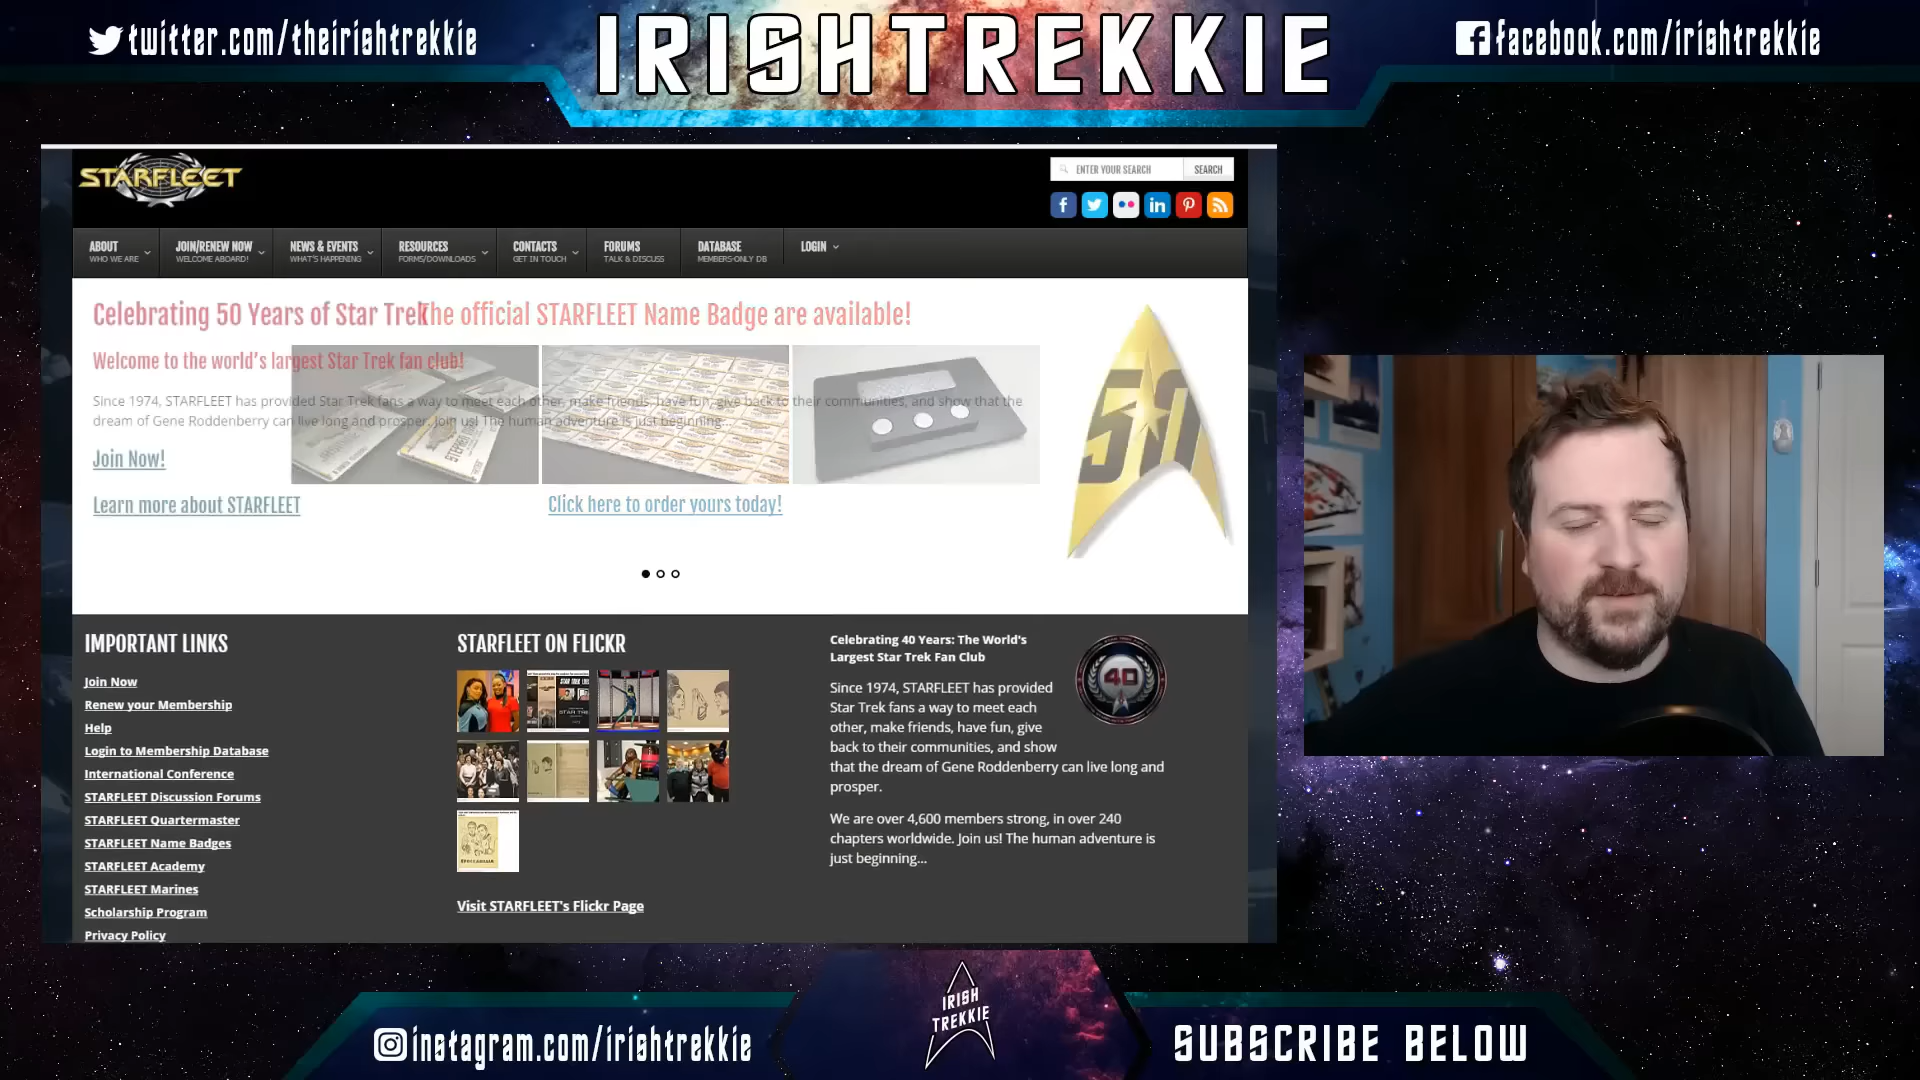 twitter.com/theirishtrekkie
IRISHTREKKIE
facebook.com/irishtrekkie
STARFLEET
ENTER YOUR SEARCH
SEARCH
ABOUT
WHO WE ARE
JOIN/RENEW NOW
WELCOME ABOARD!
NEWS & EVENTS
WHAT'S HAPPENING
RESOURCES
FORMS/DOWNLOADS
CONTACTS
GET IN TOUCH
FORUMS
TALK & DISCUSS
DATABASE
MEMBERS-ONLY DB
LOGIN
Celebrating 50 Years of Star Trek
The official STARFLEET Name Badge are available!
Welcome to the world's largest Star Trek fan club!
Since 1974, STARFLEET has provided Star Trek fans a way to meet each other, make friends, have fun, give back to their communities, and show that the
dream of Gene Roddenberry can live long and prosper. Join us! The human adventure is just beginning...
Join Now!
Learn more about STARFLEET
Click here to order yours today!
50
IMPORTANT LINKS
Join Now
Renew your Membership
Help
Login to Membership Database
International Conference
STARFLEET Discussion Forums
STARFLEET Quartermaster
STARFLEET Name Badges
STARFLEET Academy
STARFLEET Marines
Scholarship Program
Privacy Policy
STARFLEET ON FLICKR
Visit STARFLEET's Flickr Page
Celebrating 40 Years: The World's
Largest Star Trek Fan Club
40
Since 1974, STARFLEET has provided
Star Trek fans a way to meet each
other, make friends, have fun, give
back to their communities, and show
that the dream of Gene Roddenberry can live long and
prosper.
We are over 4,600 members strong, in over 240
chapters worldwide. Join us! The human adventure is
just beginning...
instagram.com/irishtrekkie
IRISH
TREKKIE
SUBSCRIBE BELOW